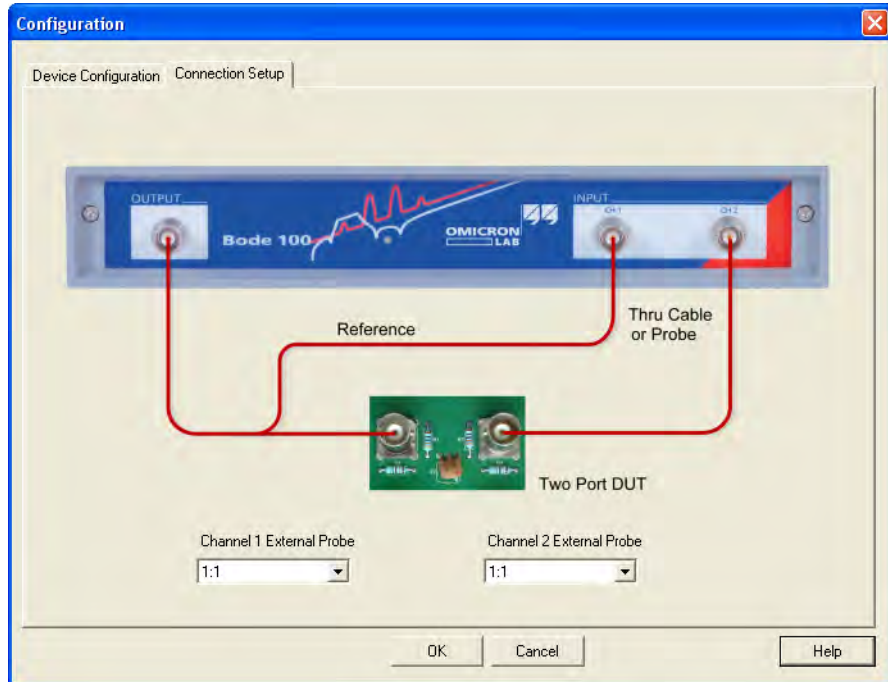 Configuration
Device Configuration
Connection Setup
OUTPUT
INPUT
CH 1
CH 2
Bode 100
OMICRON
LAB
Reference
Thru Cable
or Probe
Two Port DUT
Channel 1 External Probe
Channel 2 External Probe
1:1
1:1
OK
Cancel
Help